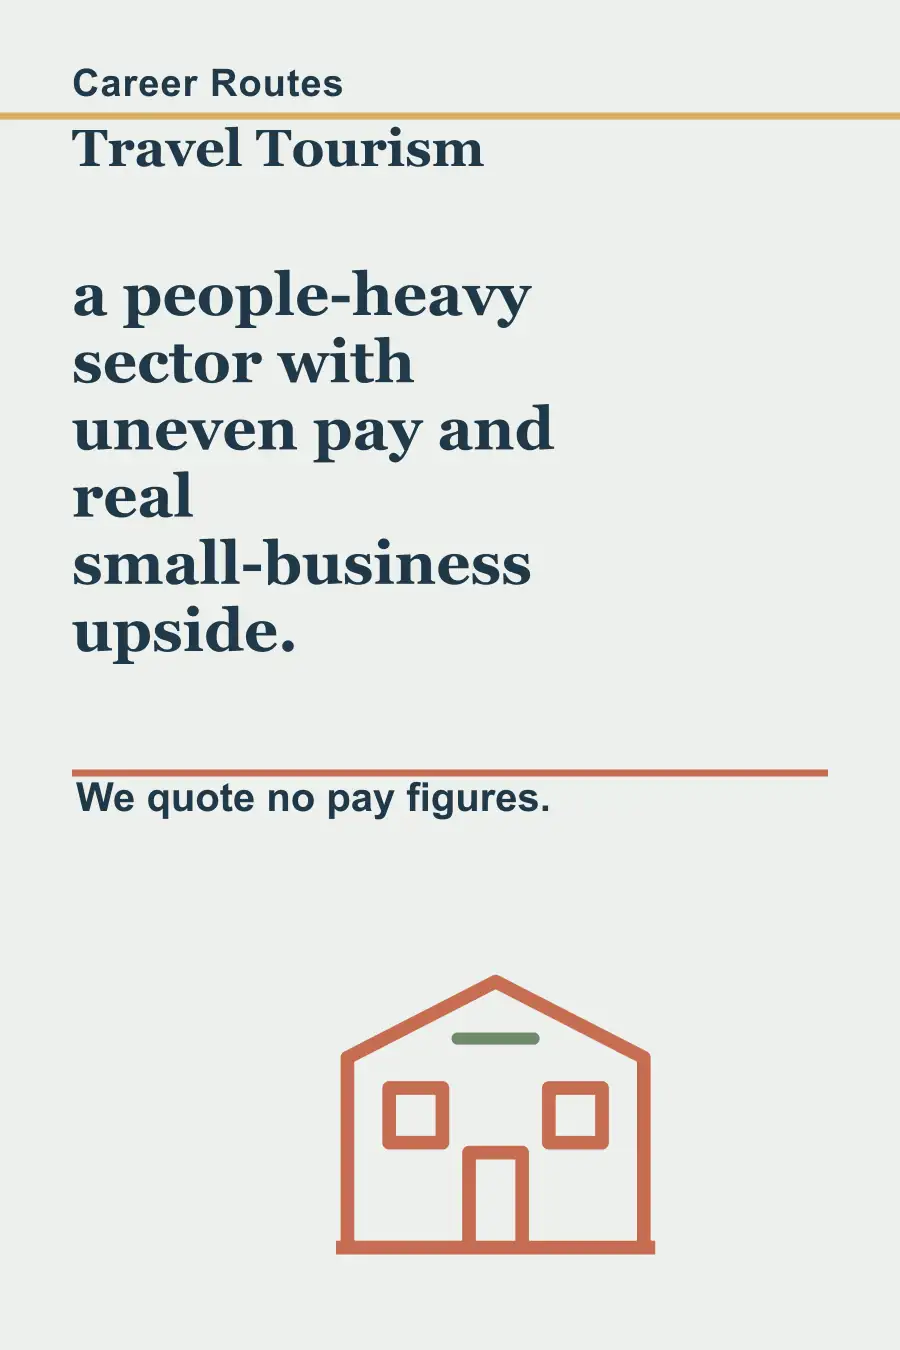 Career Routes
Travel Tourism
a people-heavy
sector with
uneven pay and
real
small-business
upside.
We quote no pay figures.